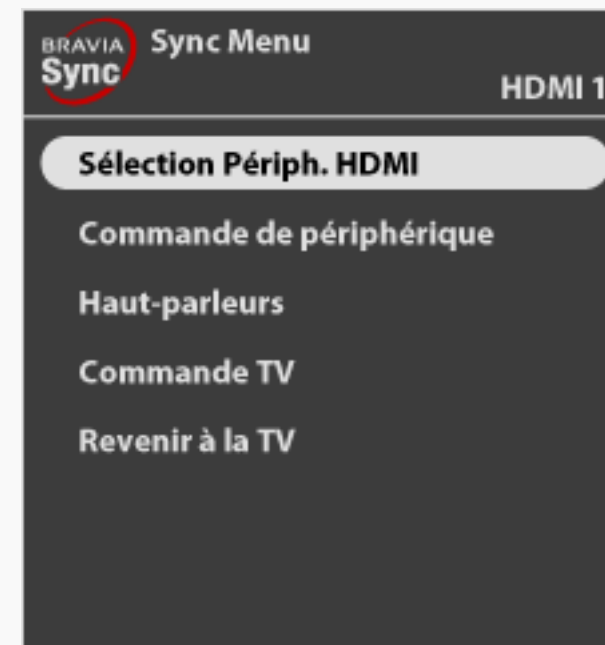 BRAVIA Sync Menu
Sync
HDMI 1
Sélection Périph. HDMI
Commande de périphérique
Haut-parleurs
Commande TV
Revenir à la TV